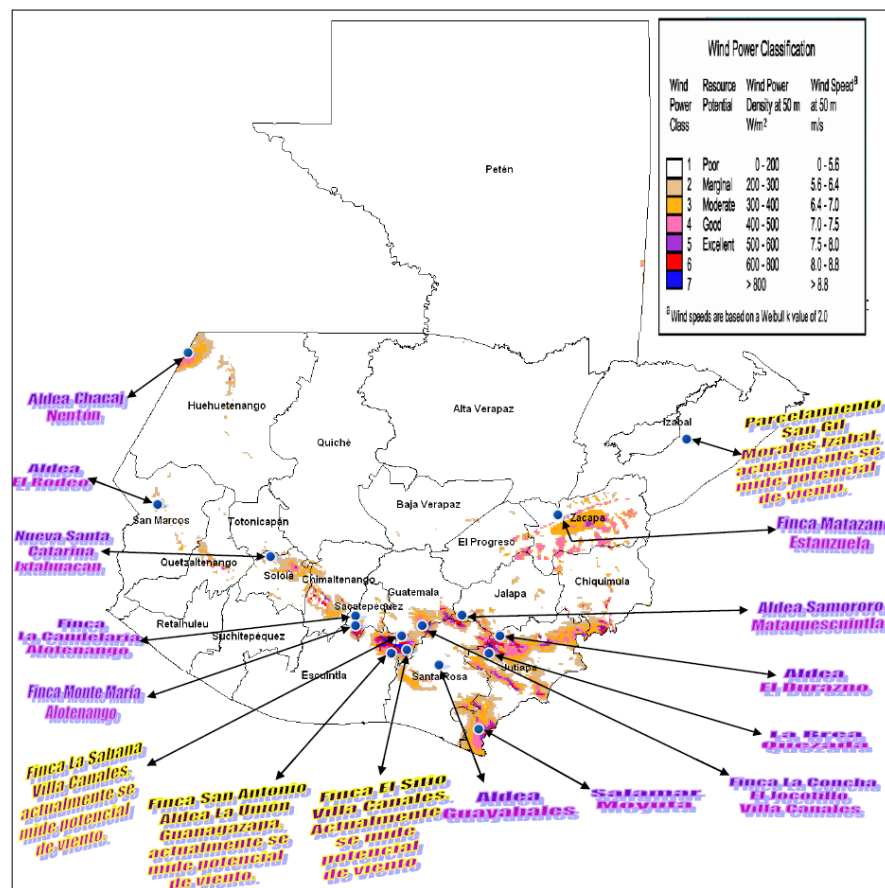 Wind Power Classification
Wind Resource Wind Power Wind Speedª
Power Potential Density at 50 m at 50 m
Class W/m² m/s
1 Poor 0 - 200 0 - 5.6
2 Marginal 200 - 300 5.6 - 6.4
3 Moderate 300 - 400 6.4 - 7.0
4 Good 400 - 500 7.0 - 7.5
5 Excellent 500 - 600 7.5 - 8.0
6 600 - 800 8.0 - 8.8
7 > 800 > 8.8
ª Wind speeds are based on a Weibull k value of 2.0
Petén
Huehuetenango
Quiché
Alta Verapaz
Izabal
San Marcos
Totonicapán
Baja Verapaz
Zacapa
El Progreso
Quetzaltenango
Sololá
Chimaltenango
Guatemala
Jalapa
Chiquimula
Retalhuleu
Suchitepéquez
Sacatepéquez
Escuintla
Santa Rosa
Jutiapa
Aldea Chacaj
Nentón
Aldea
El Rodeo
Nueva Santa
Catarina
Ixtahuacan
Finca
La Candelaria
Alotenango
Finca Monte Maria
Alotenango
Finca La Sabana
Villa Canales.
actualmente se
mide potencial
de viento.
Finca San Antonio
Aldea La Unión
Guanagazapa.
actualmente se
mide potencial
de viento.
Finca El Sitio
Villa Canales.
Actualmente
se mide
potencial
de viento
Aldea
Guayabales
Salamar
Moyuta
Finca La Concha.
El Jocotillo
Villa Canales.
La Brea
Quezada
Aldea
El Durazno
Aldea Samororo
Mataquescuintla
Finca Matazano
Estanzuela
Parcelamiento
San Gil
Morales Izabal.
actualmente se
mide potencial
de viento.